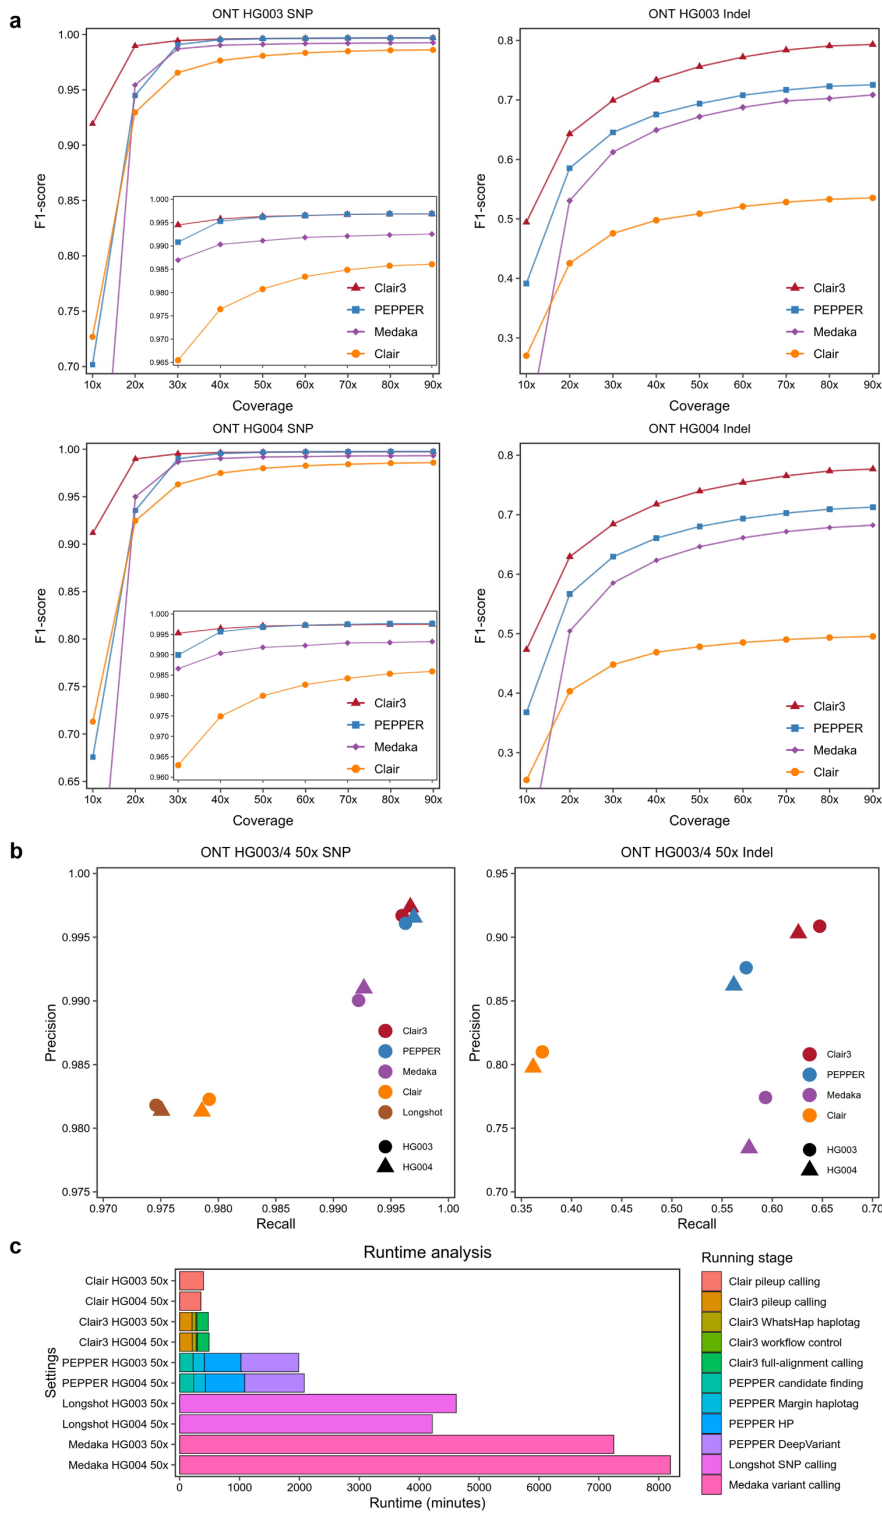 a
ONT HG003 SNP
F1-score
1.00
0.95
0.90
0.85
0.80
0.75
0.70
1.000
0.995
0.990
0.985
0.980
0.975
0.970
0.965
30x 40x 50x 60x 70x 80x 90x
Clair3
PEPPER
Medaka
Clair
10x 20x 30x 40x 50x 60x 70x 80x 90x
Coverage
ONT HG003 Indel
F1-score
0.8
0.7
0.6
0.5
0.4
0.3
Clair3
PEPPER
Medaka
Clair
10x 20x 30x 40x 50x 60x 70x 80x 90x
Coverage
ONT HG004 SNP
F1-score
1.00
0.95
0.90
0.85
0.80
0.75
0.70
0.65
1.000
0.995
0.990
0.985
0.980
0.975
0.970
0.965
0.960
30x 40x 50x 60x 70x 80x 90x
Clair3
PEPPER
Medaka
Clair
10x 20x 30x 40x 50x 60x 70x 80x 90x
Coverage
ONT HG004 Indel
F1-score
0.8
0.7
0.6
0.5
0.4
0.3
Clair3
PEPPER
Medaka
Clair
10x 20x 30x 40x 50x 60x 70x 80x 90x
Coverage
b
ONT HG003/4 50x SNP
Precision
1.00
0.995
0.990
0.985
0.980
0.975
Clair3
PEPPER
Medaka
Clair
Longshot
HG003
HG004
0.970 0.975 0.980 0.985 0.990 0.995 1.00
Recall
ONT HG003/4 50x Indel
Precision
0.95
0.90
0.85
0.80
0.75
0.70
Clair3
PEPPER
Medaka
Clair
HG003
HG004
0.35 0.40 0.45 0.50 0.55 0.60 0.65 0.70
Recall
c
Runtime analysis
Settings
Clair HG003 50x
Clair HG004 50x
Clair3 HG003 50x
Clair3 HG004 50x
PEPPER HG003 50x
PEPPER HG004 50x
Longshot HG003 50x
Longshot HG004 50x
Medaka HG003 50x
Medaka HG004 50x
0 1000 2000 3000 4000 5000 6000 7000 8000
Runtime (minutes)
Running stage
Clair pileup calling
Clair3 pileup calling
Clair3 WhatsHap haplotag
Clair3 workflow control
Clair3 full-alignment calling
PEPPER candidate finding
PEPPER Margin haplotag
PEPPER HP
PEPPER DeepVariant
Longshot SNP calling
Medaka variant calling